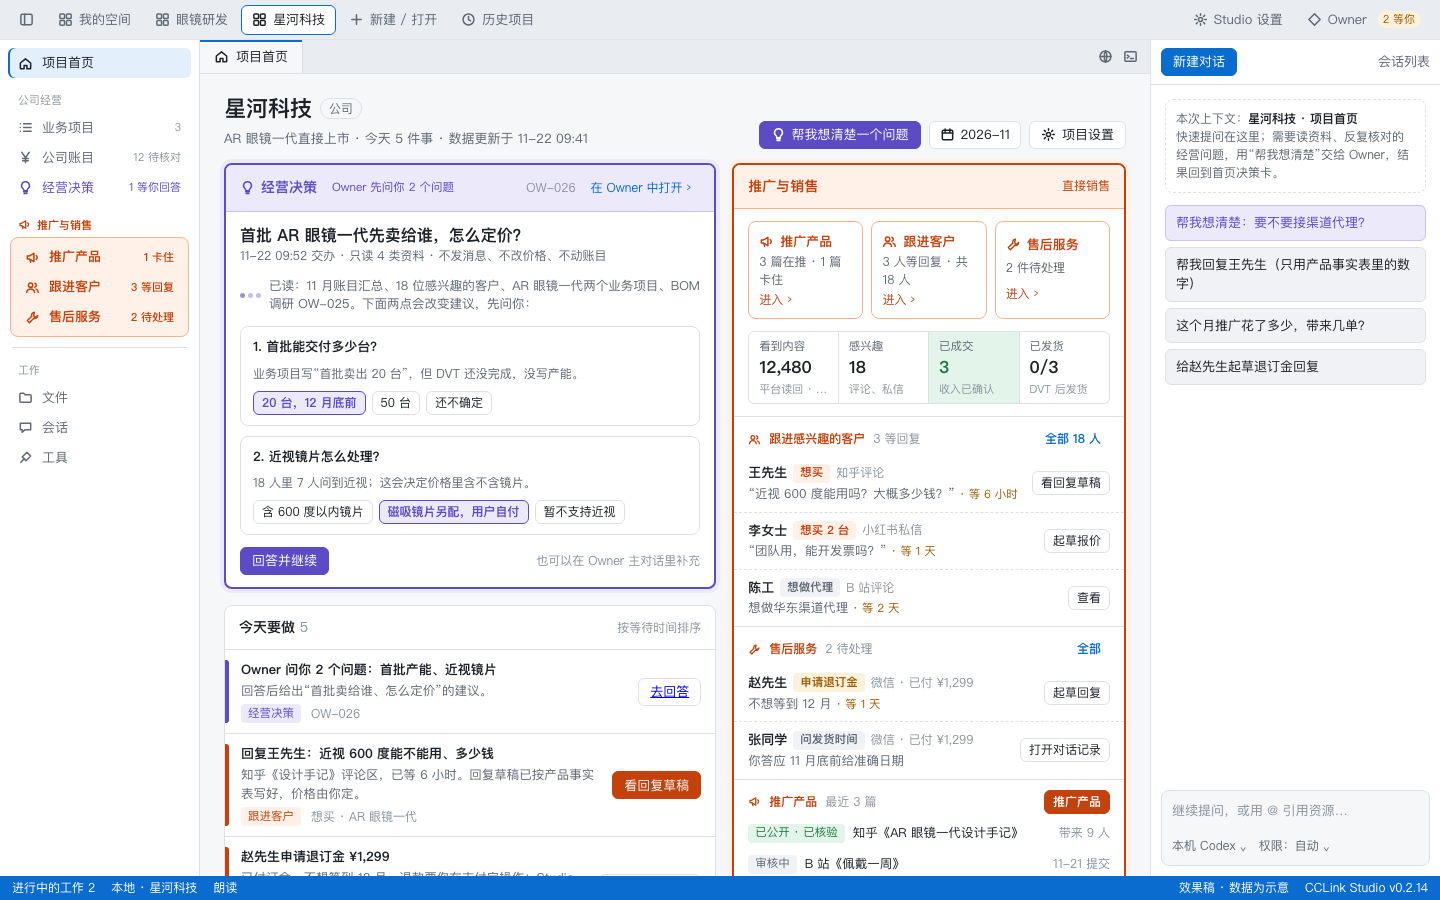 我的空间
眼镜研发
星河科技
新建 / 打开
历史项目
Studio 设置
Owner
2 等你
项目首页
公司经营
业务项目 3
公司账目 12 待核对
经营决策 1 等你回答
推广与销售
推广产品 1 卡住
跟进客户 3 等回复
售后服务 2 待处理
工作
文件
会话
工具
项目首页
星河科技 公司
AR 眼镜一代直接上市 · 今天 5 件事 · 数据更新于 11-22 09:41
帮我想清楚一个问题
2026-11
项目设置
经营决策 Owner 先问你 2 个问题 OW-026 在 Owner 中打开 ›
首批 AR 眼镜一代先卖给谁，怎么定价？
11-22 09:52 交办 · 只读 4 类资料 · 不发消息、不改价格、不动账目
已读：11 月账目汇总、18 位感兴趣的客户、AR 眼镜一代两个业务项目、BOM
调研 OW-025。下面两点会改变建议，先问你：
1. 首批能交付多少台？
业务项目写“首批卖出 20 台”，但 DVT 还没完成，没写产能。
20 台，12 月底前
50 台
还不确定
2. 近视镜片怎么处理？
18 人里 7 人问到近视；这会决定价格里含不含镜片。
含 600 度以内镜片
磁吸镜片另配，用户自付
暂不支持近视
回答并继续
也可以在 Owner 主对话里补充
今天要做 5
按等待时间排序
Owner 问你 2 个问题：首批产能、近视镜片
回答后给出“首批卖给谁、怎么定价”的建议。
经营决策 OW-026
去回答
回复王先生：近视 600 度能不能用、多少钱
知乎《设计手记》评论区，已等 6 小时。回复草稿已按产品事实
表写好，价格由你定。
跟进客户 想买 · AR 眼镜一代
看回复草稿
赵先生申请退订金 ¥1,299
推广与销售 直接销售
推广产品
3 篇在推 · 1 篇
卡住
进入 ›
跟进客户
3 人等回复 · 共
18 人
进入 ›
售后服务
2 件待处理
进入 ›
看到内容
12,480
平台读回 · …
感兴趣
18
评论、私信
已成交
3
收入已确认
已发货
0/3
DVT 后发货
跟进感兴趣的客户 3 等回复 全部 18 人
王先生 想买 知乎评论
“近视 600 度能用吗？大概多少钱？” · 等 6 小时
看回复草稿
李女士 想买 2 台 小红书私信
“团队用，能开发票吗？” · 等 1 天
起草报价
陈工 想做代理 B 站评论
想做华东渠道代理 · 等 2 天
查看
售后服务 2 待处理 全部
赵先生 申请退订金 微信 · 已付 ¥1,299
不想等到 12 月 · 等 1 天
起草回复
张同学 问发货时间 微信 · 已付 ¥1,299
你答应 11 月底前给准确日期
打开对话记录
推广产品 最近 3 篇 推广产品
已公开 · 已核验 知乎《AR 眼镜一代设计手记》 带来 9 人
审核中 B 站《佩戴一周》 11-21 提交
新建对话
会话列表
本次上下文：星河科技 · 项目首页
快速提问在这里；需要读资料、反复核对的
经营问题，用“帮我想清楚”交给 Owner，结
果回到首页决策卡。
帮我想清楚：要不要接渠道代理？
帮我回复王先生（只用产品事实表里的数
字）
这个月推广花了多少，带来几单？
给赵先生起草退订金回复
继续提问，或用 @ 引用资源…
本机 Codex
权限：自动
进行中的工作 2
本地 · 星河科技
朗读
效果稿 · 数据为示意
CCLink Studio v0.2.14